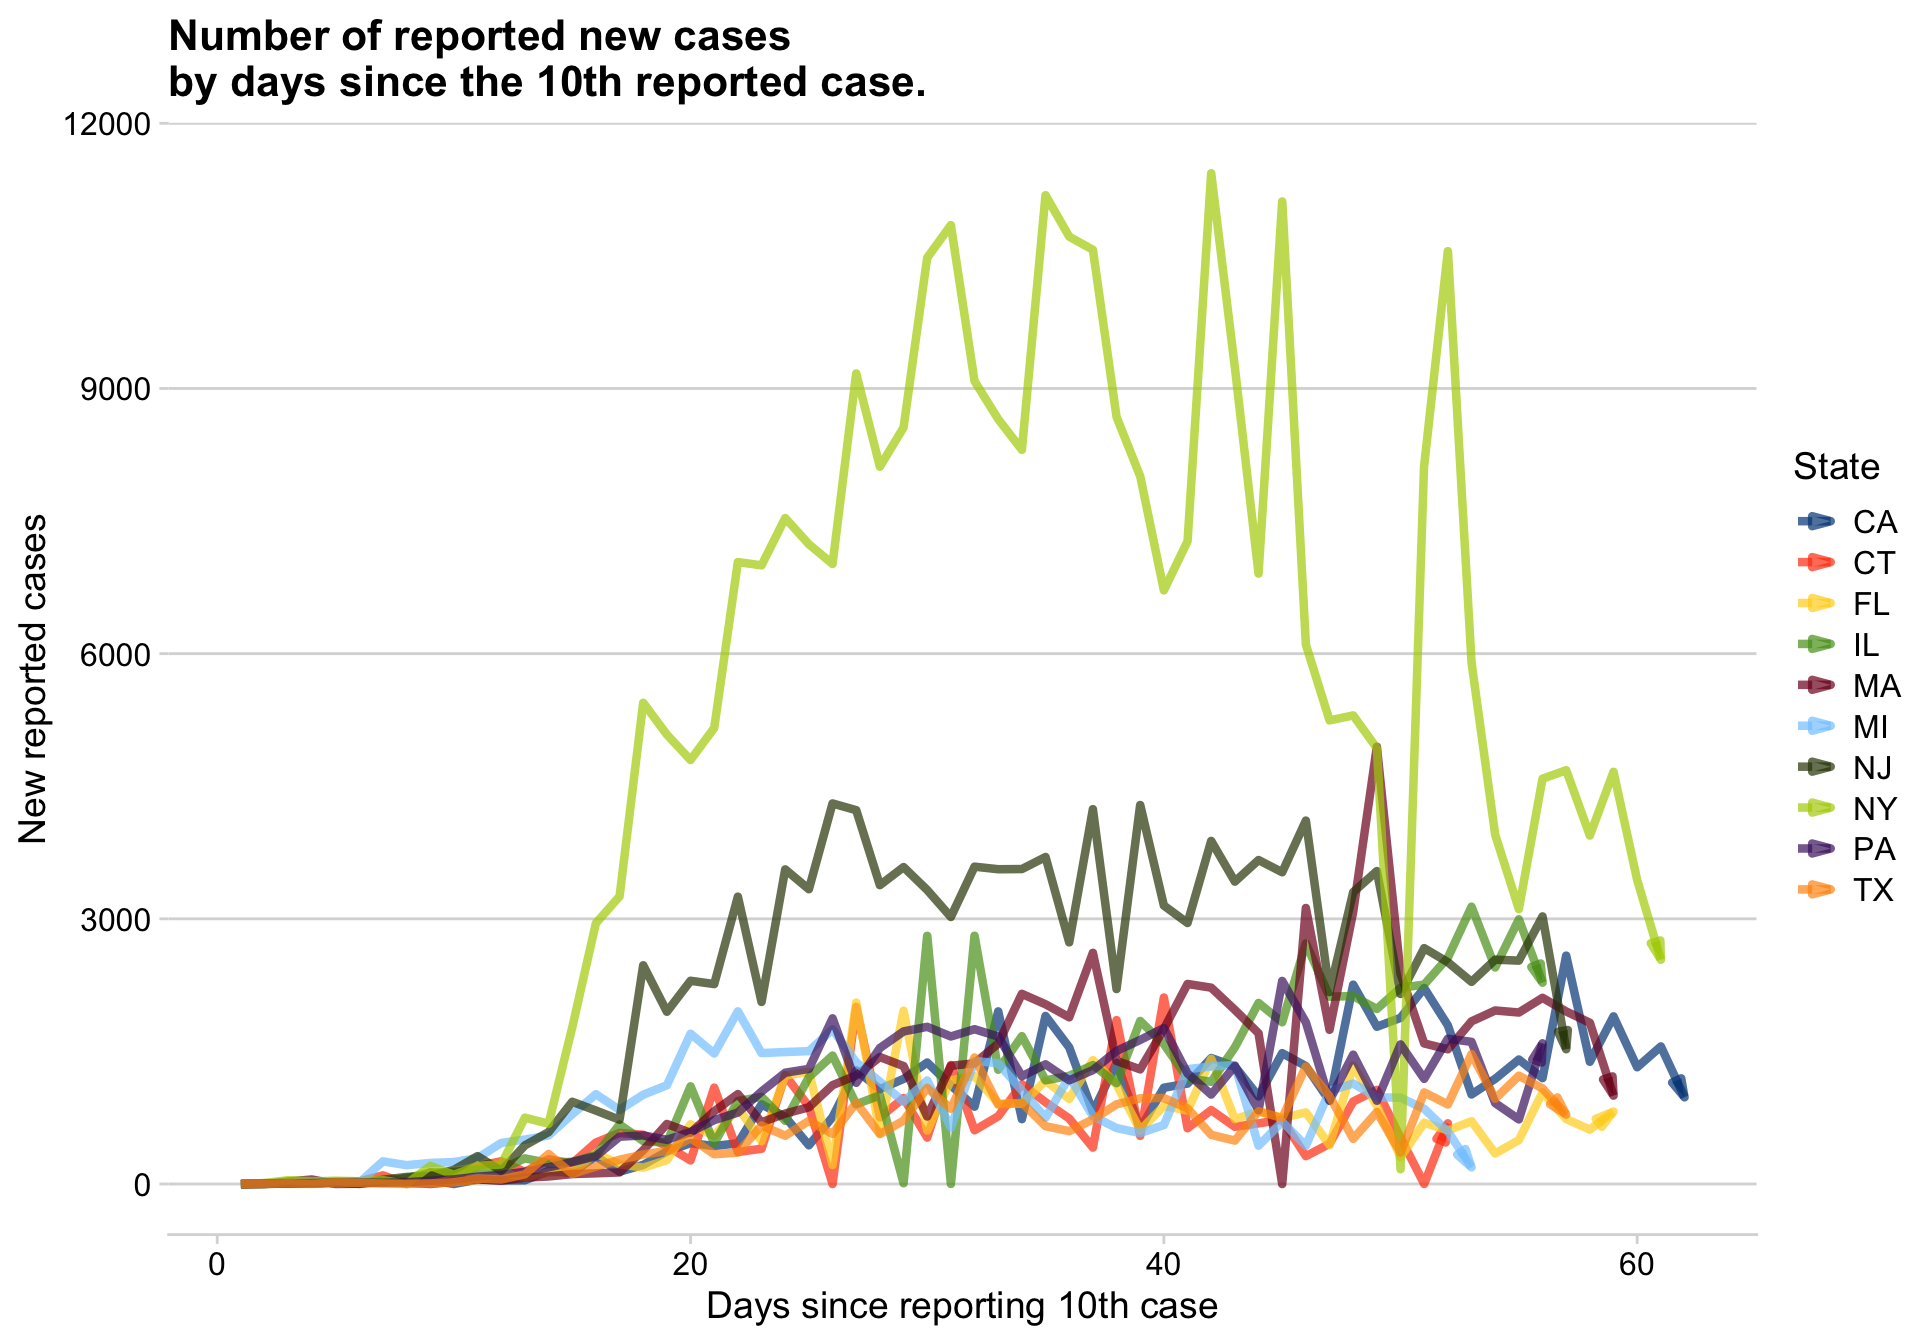 Number of reported new cases
by days since the 10th reported case.
12000
9000
6000
3000
0
New reported cases
0 20 40 60
Days since reporting 10th case
State
CA
CT
FL
IL
MA
MI
NJ
NY
PA
TX